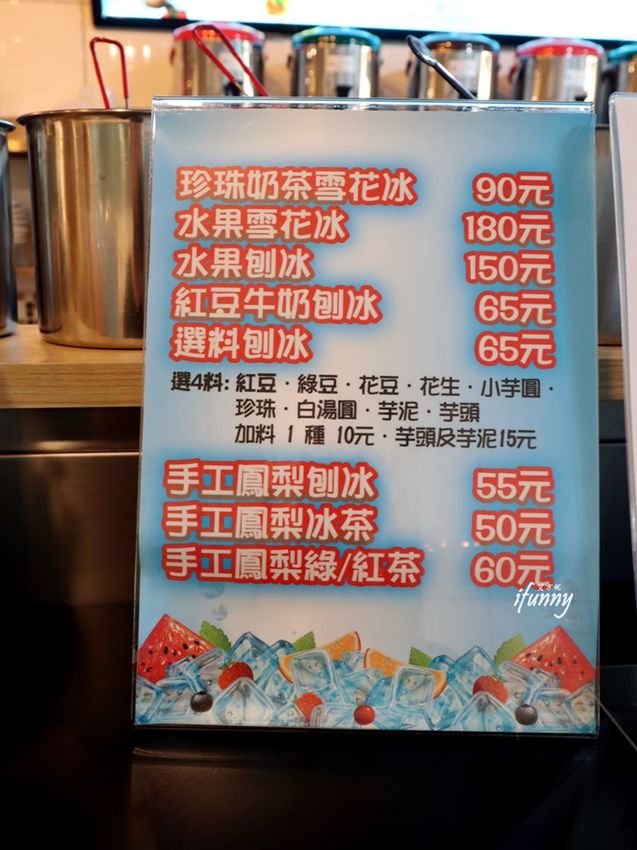 珍珠奶茶雪花冰 90元
水果雪花冰 180元
水果刨冰 150元
紅豆牛奶刨冰 65元
選料刨冰 65元
選4料: 紅豆·綠豆·花豆·花生·小芋圓·
珍珠·白湯圓·芋泥·芋頭
加料 1 種 10元·芋頭及芋泥15元
手工鳳梨刨冰 55元
手工鳳梨冰茶 50元
手工鳳梨綠/紅茶 60元
艾方妮
ifunny